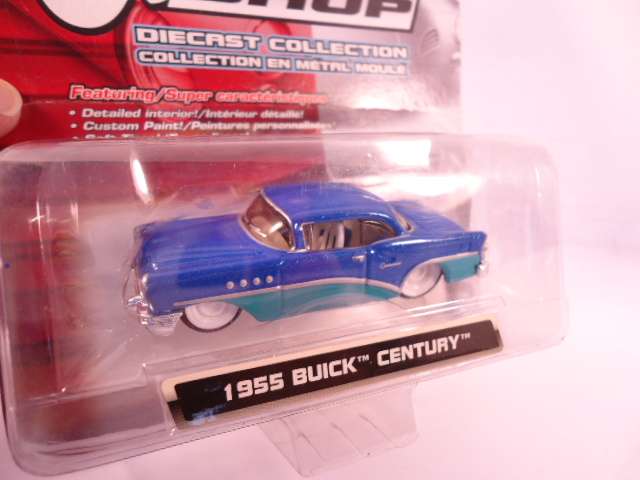 DIECAST COLLECTION
COLLECTION EN MÉTAL MOULÉ
Featuring/Super caractéristiques
• Detailed interior!/Intérieur détaillé!
• Custom Paint!/Peintures personnalisées
1955 BUICK™ CENTURY™